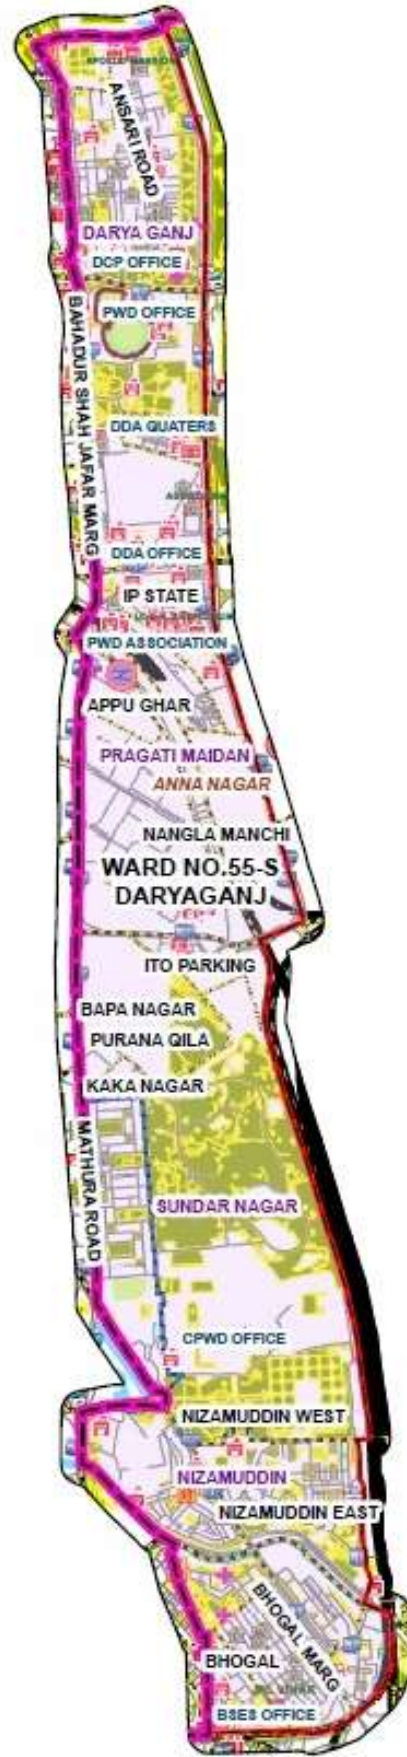 ANSARI ROAD
DARYA GANJ
DCP OFFICE
PWD OFFICE
BAHADUR SHAH JAFAR MARG
DDA QUATERS
DDA OFFICE
IP STATE
PWD ASSOCIATION
APPU GHAR
PRAGATI MAIDAN
ANNA NAGAR
NANGLA MANCHI
WARD NO.55-S
DARYAGANJ
ITO PARKING
BAPA NAGAR
PURANA QILA
KAKA NAGAR
MATHURA ROAD
SUNDAR NAGAR
CPWD OFFICE
NIZAMUDDIN WEST
NIZAMUDDIN
NIZAMUDDIN EAST
BHOGAL MARG
BHOGAL
BSES OFFICE